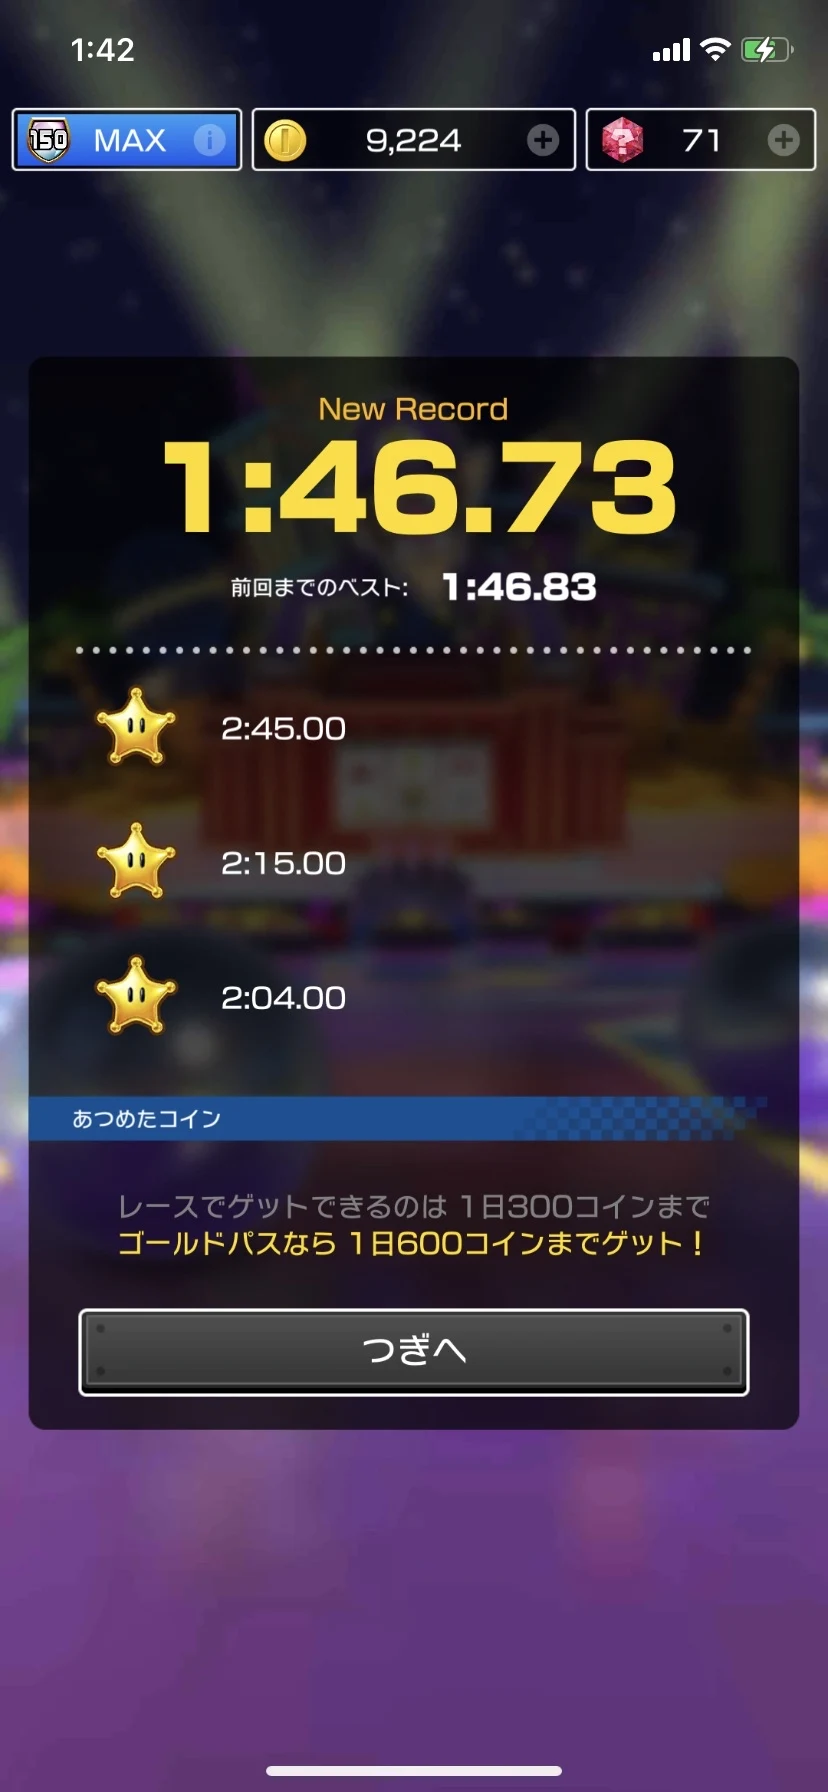 1:42
150 MAX i 9,224 + ? 71 +
New Record
1:46.73
前回までのベスト: 1:46.83
2:45.00
2:15.00
2:04.00
あつめたコイン
レースでゲットできるのは 1日300コインまで
ゴールドパスなら 1日600コインまでゲット！
つぎへ